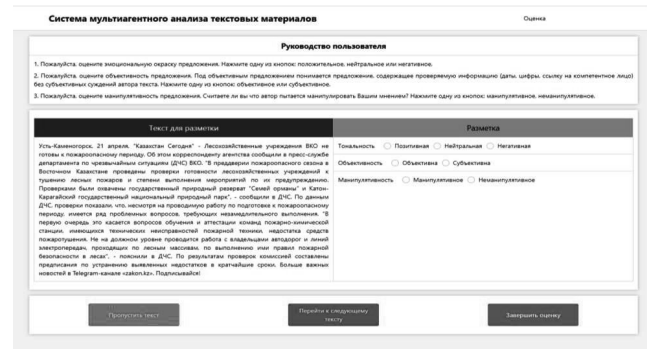 Система мультиагентного анализа текстовых материалов
Оценка
Руководство пользователя
1. Пожалуйста, оцените эмоциональную окраску предложения. Нажмите одну из кнопок: положительное, нейтральное или негативное.
2. Пожалуйста, оцените объективность предложения. Под объективным предложением понимается предложение, содержащее проверяемую информацию (даты, цифры, ссылку на компетентное лицо)
без субъективных суждений автора текста. Нажмите одну из кнопок: объективное или субъективное.
3. Пожалуйста, оцените манипулятивность предложения. Считаете ли вы что автор пытается манипулировать Вашим мнением? Нажмите одну из кнопок: манипулятивное, неманипулятивное.
Текст для разметки
Усть-Каменогорск. 21 апреля. "Казахстан Сегодня" - Лесохозяйственные учреждения ВКО не
готовы к пожароопасному периоду. Об этом корреспонденту агентства сообщили в пресс-службе
департамента по чрезвычайным ситуациям (ДЧС) ВКО. "В преддверии пожароопасного сезона в
Восточном Казахстане проведены проверки готовности лесохозяйственных учреждений к
тушению лесных пожаров и степени выполнения мероприятий по их предупреждению.
Проверками были охвачены государственный природный резерват "Семей орманы" и Катон-
Карагайский государственный национальный природный парк", - сообщили в ДЧС. По данным
ДЧС, проверки показали, что, несмотря на проводимую работу по подготовке к пожароопасному
периоду, имеется ряд проблемных вопросов, требующих незамедлительного выполнения. "В
первую очередь это касается вопросов обучения и аттестации команд пожарно-химической
станции, имеющихся технических неисправностей пожарной техники, недостатка средств
пожаротушения. Не на должном уровне проводится работа с владельцами автодорог и линий
электропередач, проходящих по лесным массивам, по выполнению ими правил пожарной
безопасности в лесах", - пояснили в ДЧС. По результатам проверок комиссией составлены
предписания по устранению выявленных недостатков в кратчайшие сроки. Больше важных
новостей в Telegram-канале «zakon.kz». Подписывайся!
Разметка
Тональность Позитивная Нейтральная Негативная
Объективность Объективна Субъективна
Манипулятивность Манипулятивное Неманипулятивное
Пропустить текст
Перейти к следующему
тексту
Завершить оценку